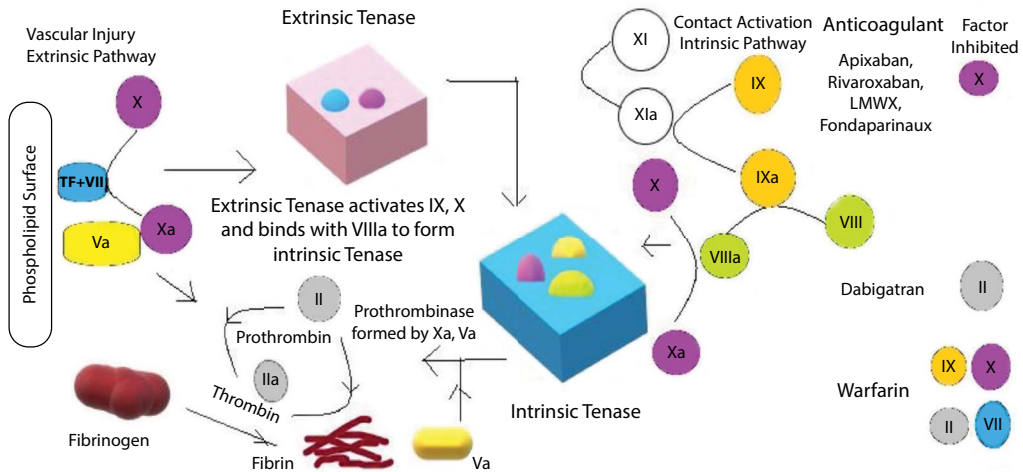 Vascular Injury
Extrinsic Pathway
Phospholipid Surface
X
TF+VII
Xa
Va
Extrinsic Tenase
Extrinsic Tenase activates IX, X
and binds with VIIIa to form
intrinsic Tenase
II
Prothrombin
IIa
Thrombin
Fibrinogen
Fibrin
Va
Prothrombinase
formed by Xa, Va
Intrinsic Tenase
XI
XIa
Contact Activation
Intrinsic Pathway
IX
IXa
X
VIIIa
VIII
Xa
Anticoagulant
Factor
Inhibited
Apixaban,
Rivaroxaban,
LMWX,
Fondaparinaux
X
Dabigatran
II
Warfarin
IX
X
II
VII